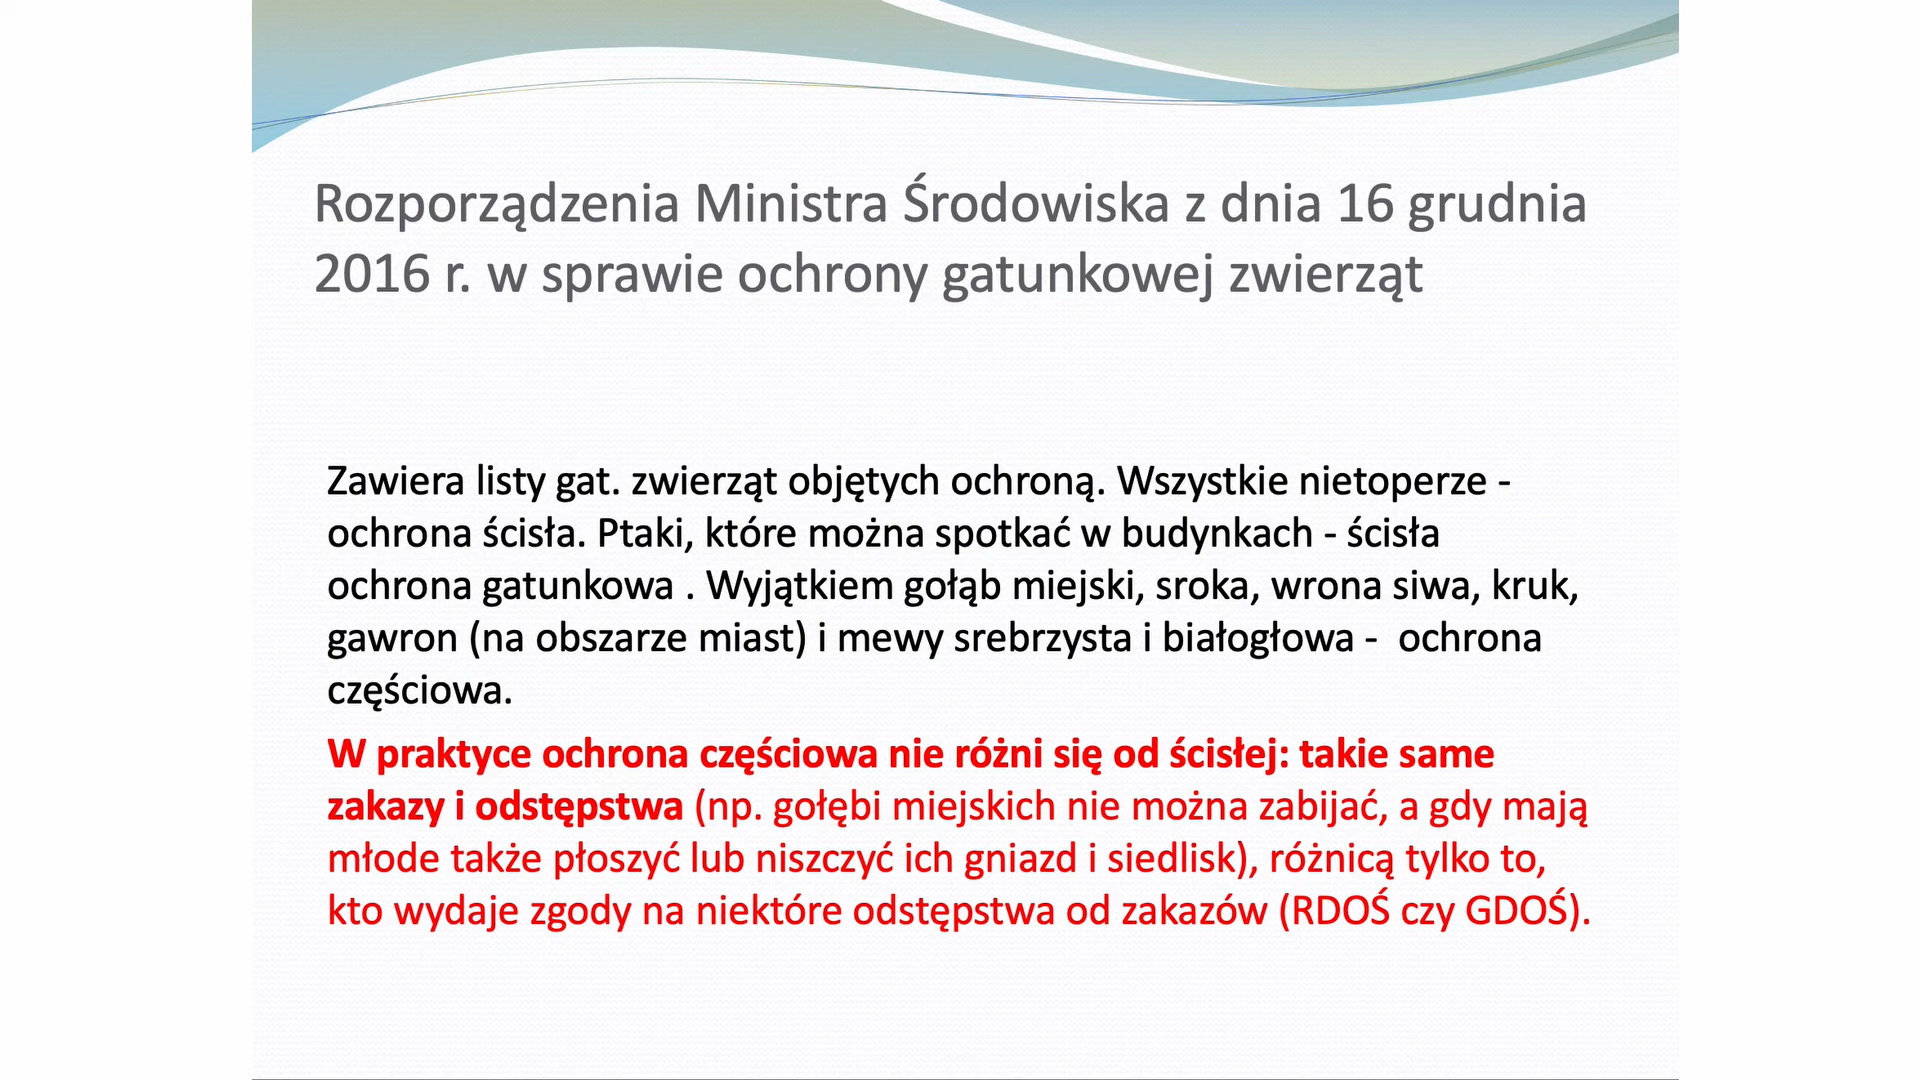 Rozporządzenia Ministra Środowiska z dnia 16 grudnia
2016 r. w sprawie ochrony gatunkowej zwierząt
Zawiera listy gat. zwierząt objętych ochroną. Wszystkie nietoperze -
ochrona ścisła. Ptaki, które można spotkać w budynkach - ścisła
ochrona gatunkowa . Wyjątkiem gołąb miejski, sroka, wrona siwa, kruk,
gawron (na obszarze miast) i mewy srebrzysta i białogłowa -  ochrona
częściowa.
W praktyce ochrona częściowa nie różni się od ścisłej: takie same
zakazy i odstępstwa (np. gołębi miejskich nie można zabijać, a gdy mają
młode także płoszyć lub niszczyć ich gniazd i siedlisk), różnicą tylko to,
kto wydaje zgody na niektóre odstępstwa od zakazów (RDOŚ czy GDOŚ).